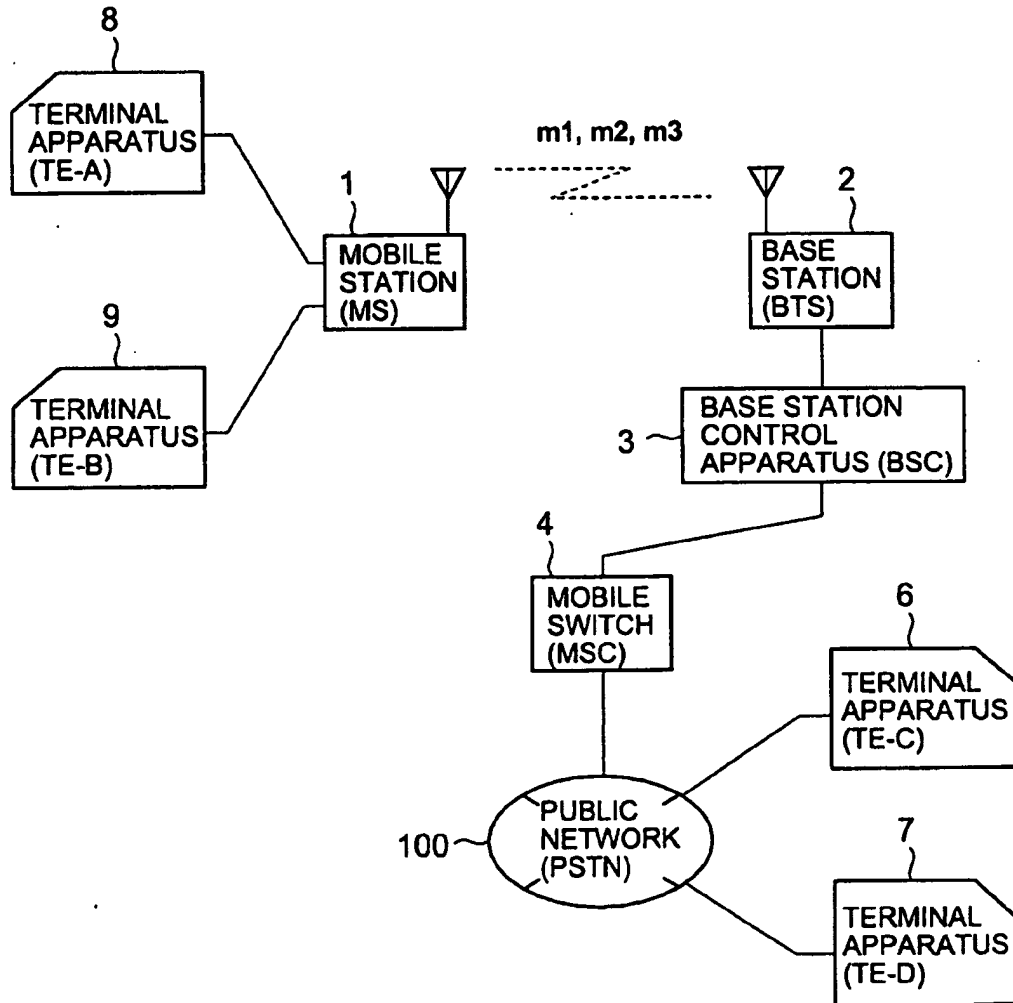 8
TERMINAL
APPARATUS
(TE-A)
m1, m2, m3
1
MOBILE
STATION
(MS)
2
BASE
STATION
(BTS)
9
TERMINAL
APPARATUS
(TE-B)
3
BASE STATION
CONTROL
APPARATUS (BSC)
4
MOBILE
SWITCH
(MSC)
6
TERMINAL
APPARATUS
(TE-C)
100
PUBLIC
NETWORK
(PSTN)
7
TERMINAL
APPARATUS
(TE-D)